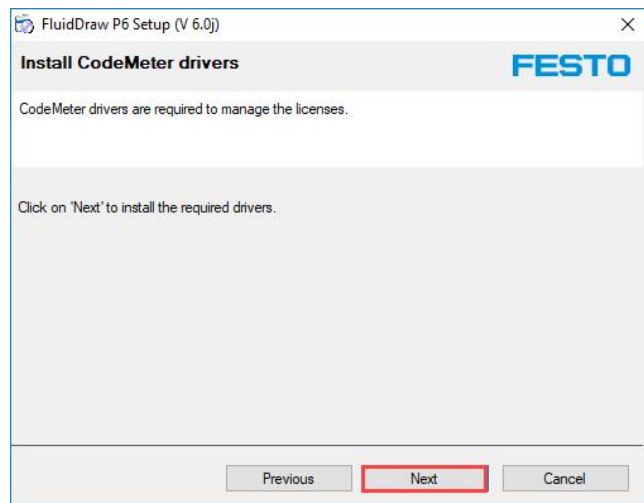 FluidDraw P6 Setup (V 6.0j)
Install CodeMeter drivers
FESTO
CodeMeter drivers are required to manage the licenses.
Click on 'Next' to install the required drivers.
Previous
Next
Cancel